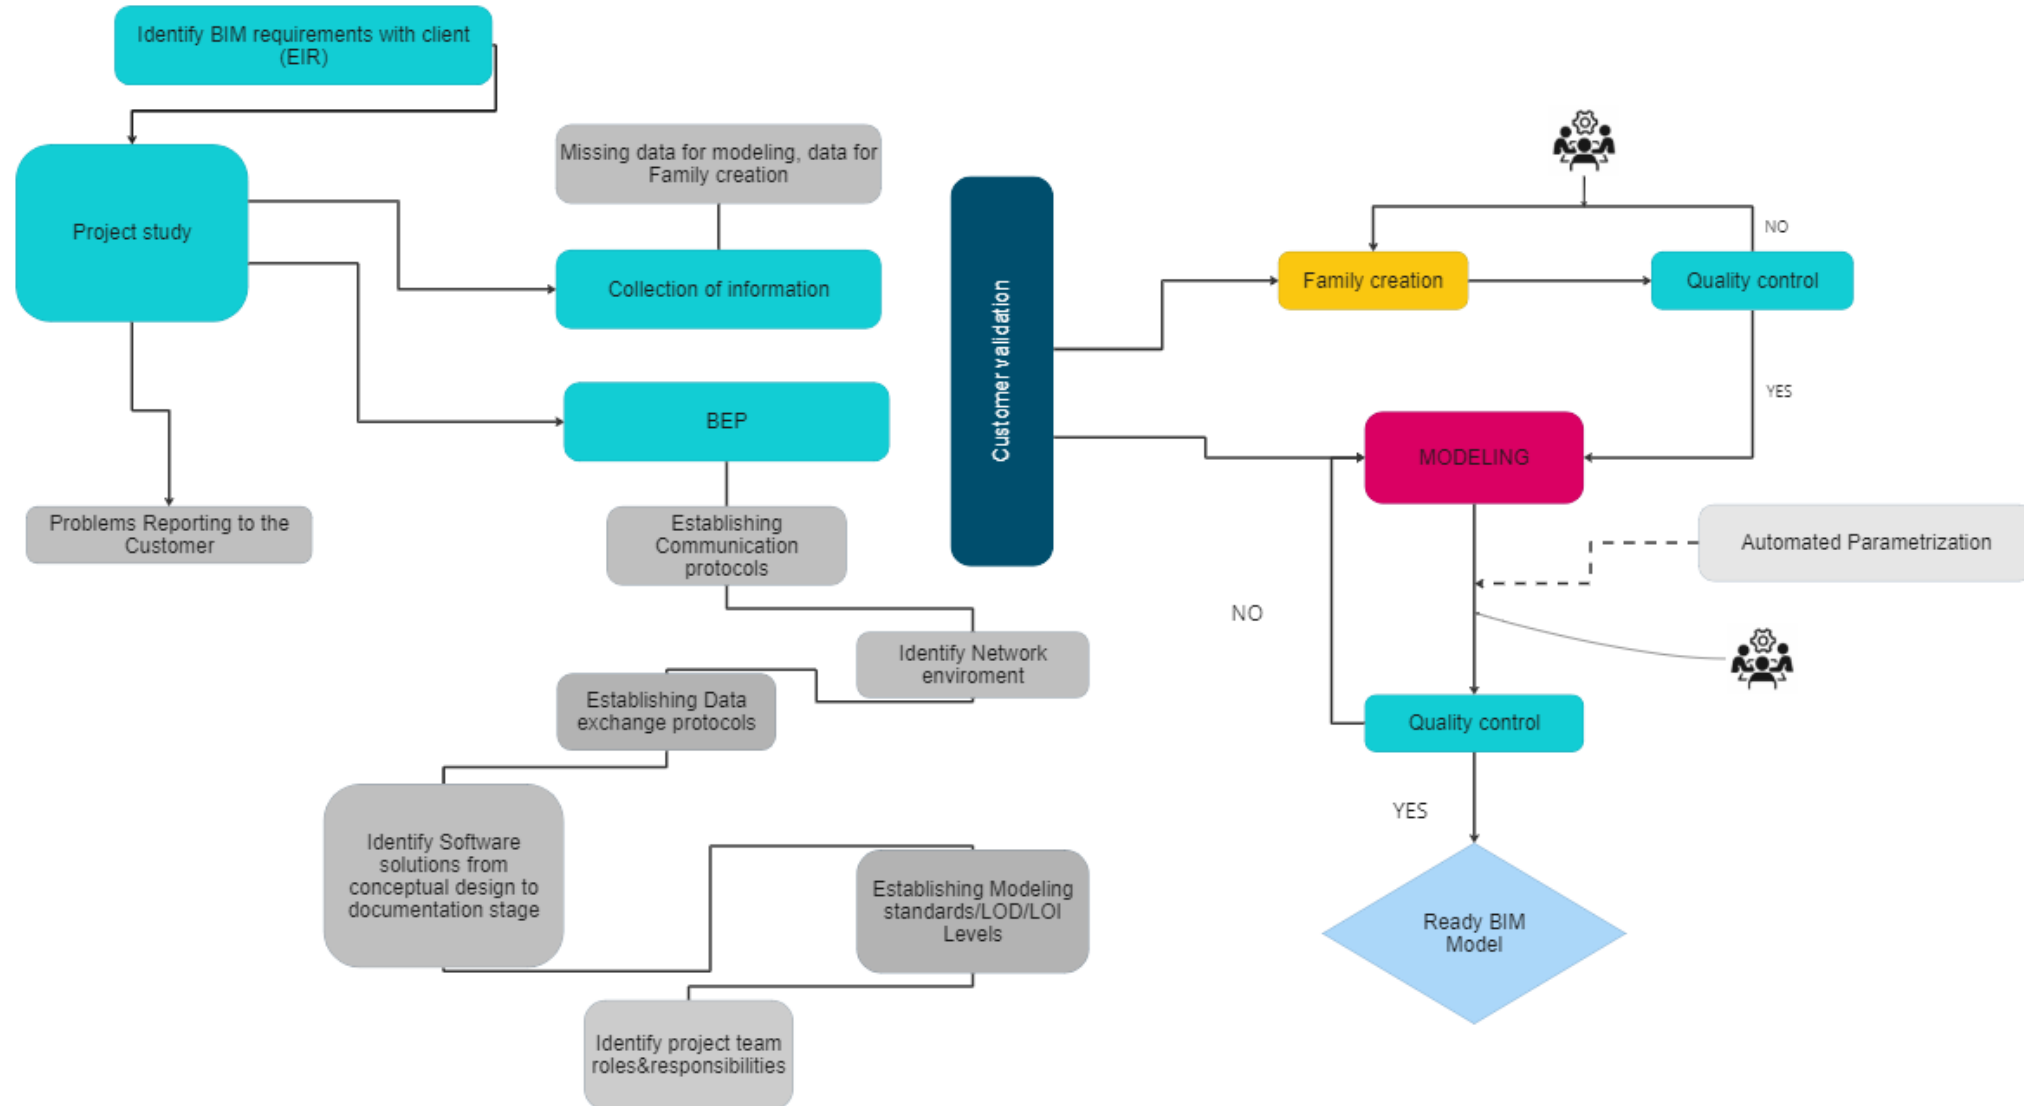 Identify BIM requirements with client
(EIR)
Project study
Missing data for modeling, data for
Family creation
Collection of information
BEP
Problems Reporting to the
Customer
Establishing
Communication
protocols
Identify Network
enviroment
Establishing Data
exchange protocols
Identify Software
solutions from
conceptual design to
documentation stage
Establishing Modeling
standards/LOD/LOI
Levels
Identify project team
roles&responsibilities
Customer validation
Family creation
NO
Quality control
YES
MODELING
Automated Parametrization
NO
Quality control
YES
Ready BIM
Model